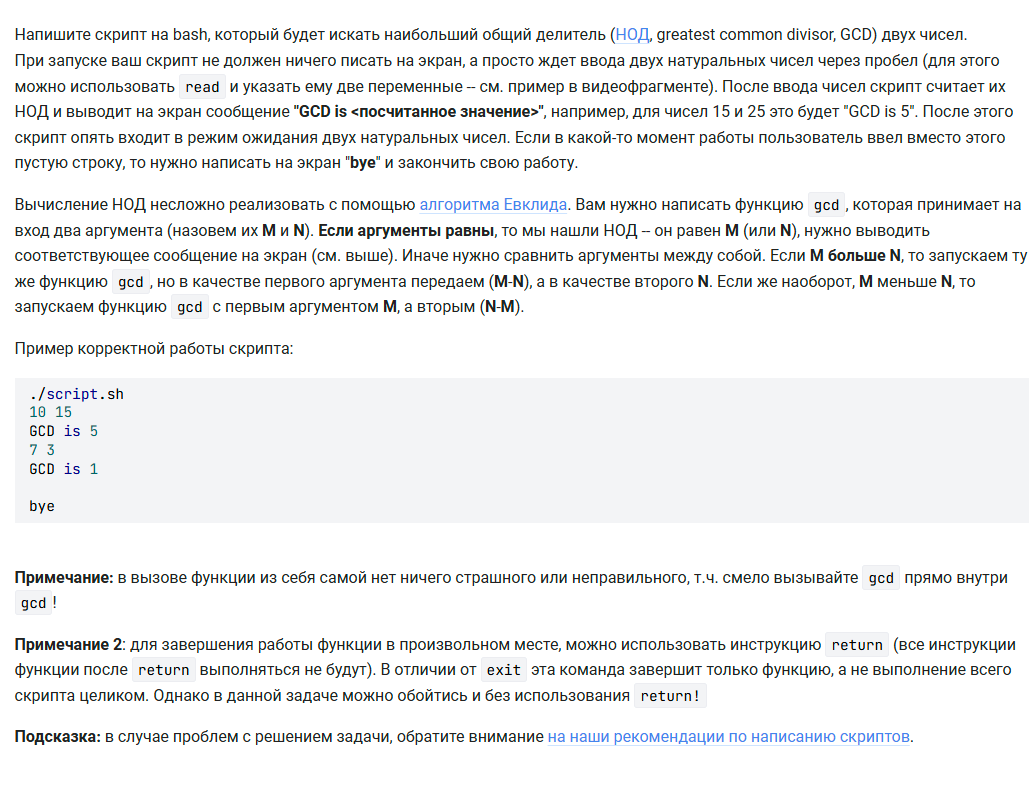 Напишите скрипт на bash, который будет искать наибольший общий делитель (НОД, greatest common divisor, GCD) двух чисел.
При запуске ваш скрипт не должен ничего писать на экран, а просто ждет ввода двух натуральных чисел через пробел (для этого
можно использовать read и указать ему две переменные -- см. пример в видеофрагменте). После ввода чисел скрипт считает их
НОД и выводит на экран сообщение "GCD is <посчитанное значение>", например, для чисел 15 и 25 это будет "GCD is 5". После этого
скрипт опять входит в режим ожидания двух натуральных чисел. Если в какой-то момент работы пользователь ввел вместо этого
пустую строку, то нужно написать на экран "bye" и закончить свою работу.
Вычисление НОД несложно реализовать с помощью алгоритма Евклида. Вам нужно написать функцию gcd, которая принимает на
вход два аргумента (назовем их M и N). Если аргументы равны, то мы нашли НОД -- он равен M (или N), нужно выводить
соответствующее сообщение на экран (см. выше). Иначе нужно сравнить аргументы между собой. Если M больше N, то запускаем ту
же функцию gcd, но в качестве первого аргумента передаем (M-N), а в качестве второго N. Если же наоборот, M меньше N, то
запускаем функцию gcd с первым аргументом M, а вторым (N-M).
Пример корректной работы скрипта:
./script.sh
10 15
GCD is 5
7 3
GCD is 1
bye
Примечание: в вызове функции из себя самой нет ничего страшного или неправильного, т.ч. смело вызывайте gcd прямо внутри
gcd!
Примечание 2: для завершения работы функции в произвольном месте, можно использовать инструкцию return (все инструкции
функции после return выполняться не будут). В отличии от exit эта команда завершит только функцию, а не выполнение всего
скрипта целиком. Однако в данной задаче можно обойтись и без использования return!
Подсказка: в случае проблем с решением задачи, обратите внимание на наши рекомендации по написанию скриптов.